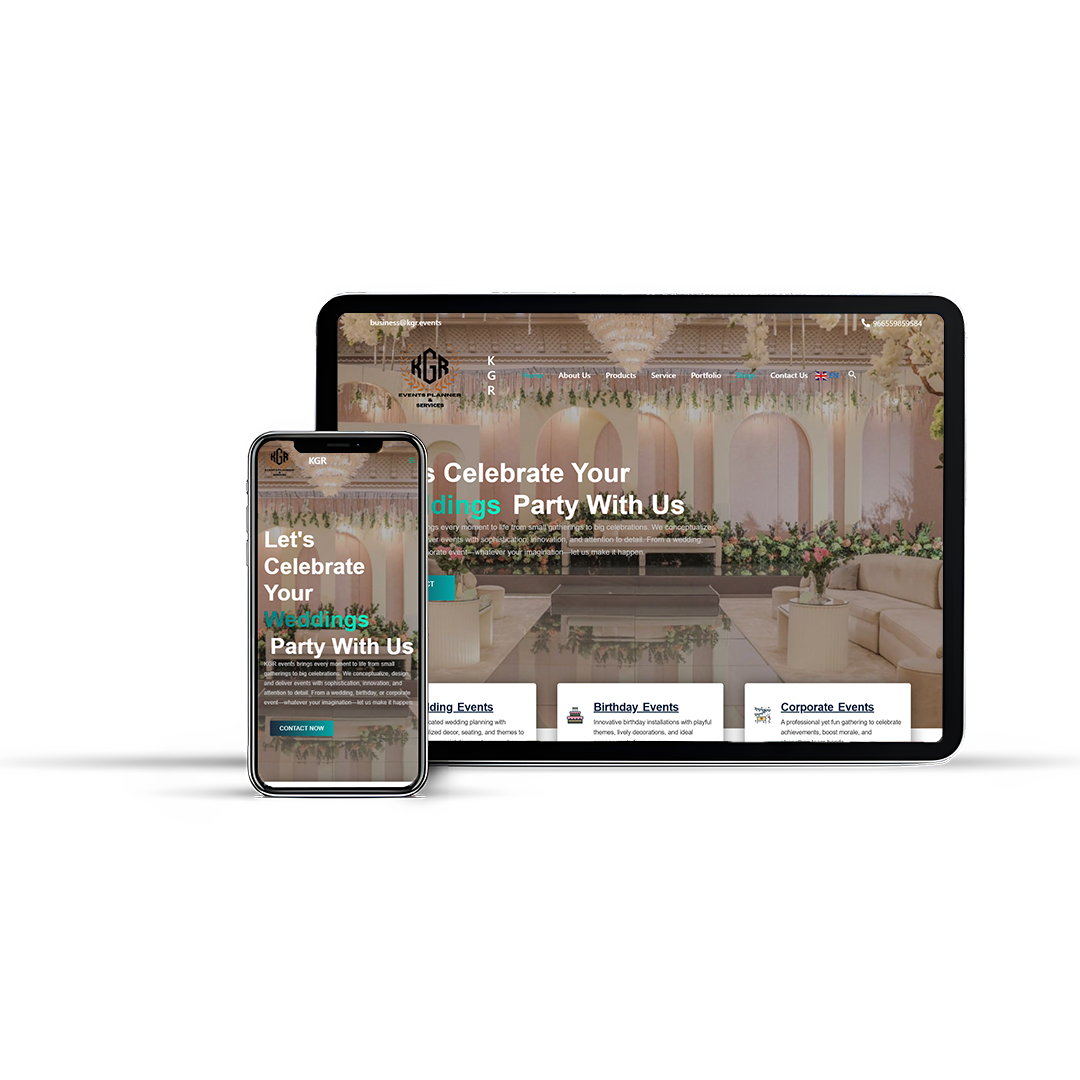 business@kgr.events
966559859584
KGR
EVENTS PLANNER
&
SERVICES
K
G
R
About Us
Products
Service
Portfolio
Contact Us
s Celebrate Your
dings Party With Us
ngs every moment to life from small gatherings to big celebrations. We conceptualize,
ver events with sophistication, innovation, and attention to detail. From a wedding,
orate event—whatever your imagination—let us make it happen.
CT
ding Events
cated wedding planning with
lized decor, seating, and themes to
Birthday Events
Innovative birthday installations with playful
themes, lively decorations, and ideal
Corporate Events
A professional yet fun gathering to celebrate
achievements, boost morale, and
KGR
EVENTS PLANNER
&
SERVICES
KGR
Let's
Celebrate
Your
Weddings
Party With Us
KGR events brings every moment to life from small
gatherings to big celebrations. We conceptualize, design,
and deliver events with sophistication, innovation, and
attention to detail. From a wedding, birthday, or corporate
event—whatever your imagination—let us make it happen.
CONTACT NOW